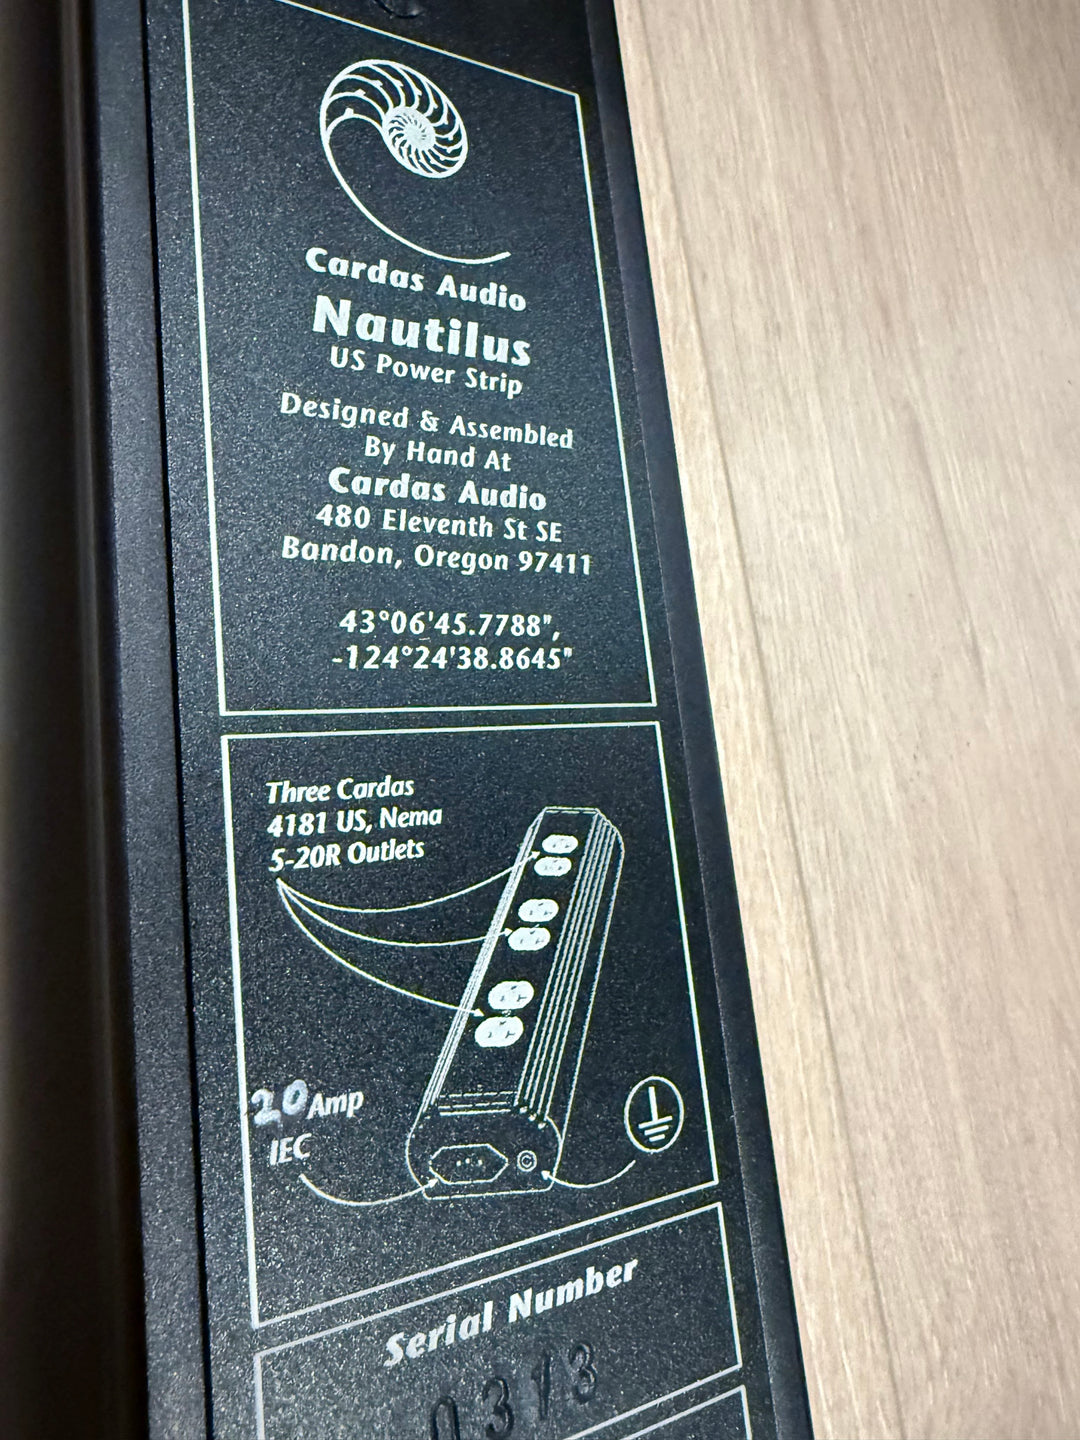 Cardas Audio
Nautilus
US Power Strip
Designed & Assembled
By Hand At
Cardas Audio
480 Eleventh St SE
Bandon, Oregon 97411
43°06'45.7788",
-124°24'38.8645"
Three Cardas
4181 US, Nema
5-20R Outlets
20 Amp
IEC
Serial Number
0313